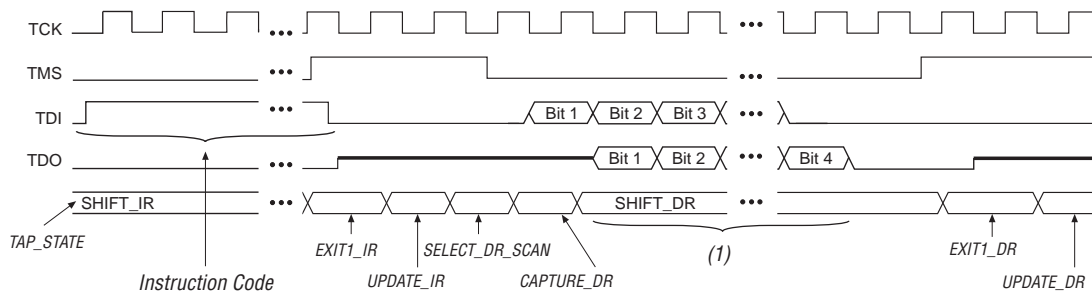 TCK •••   •••
TMS •••   •••
TDI •••   Bit 1 Bit 2 Bit 3 •••
TDO •••   Bit 1 Bit 2 ••• Bit 4
SHIFT_IR •••   SHIFT_DR •••
TAP_STATE
EXIT1_IR SELECT_DR_SCAN (1) EXIT1_DR
Instruction Code UPDATE_IR CAPTURE_DR UPDATE_DR